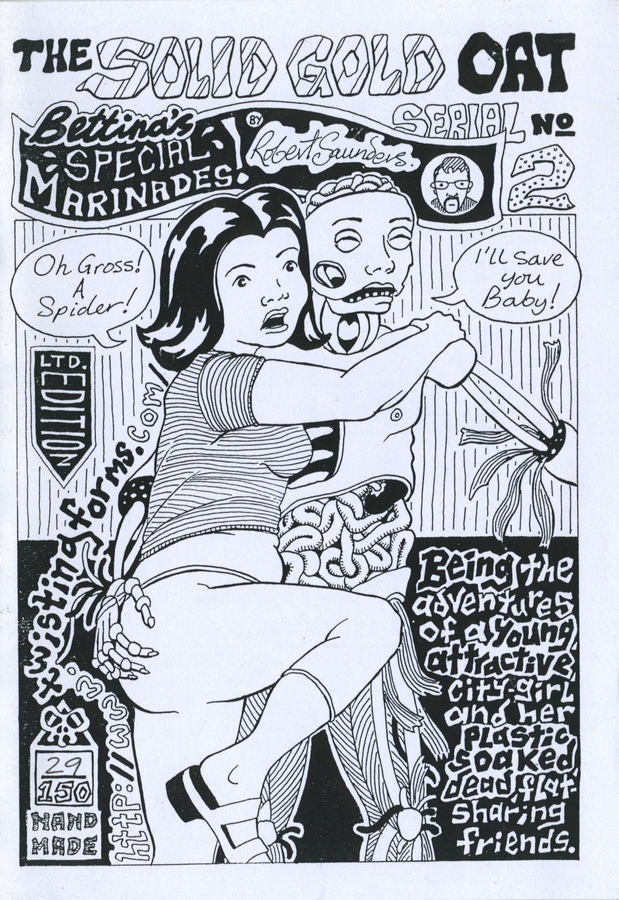 THE SOLID GOLD OAT
SERIAL No
2
Bettina's
SPECIAL
MARINADES!
BY
Robert Saunders.
Oh Gross!
A
Spider!
I'll save
you
Baby!
LTD.
EDITION
http://www.twistingforms.com/
29
150
HAND
MADE
Being the
adventures
of a young
attractive
city-girl
and her
plastic
soaked
dead, flat-
sharing
friends.